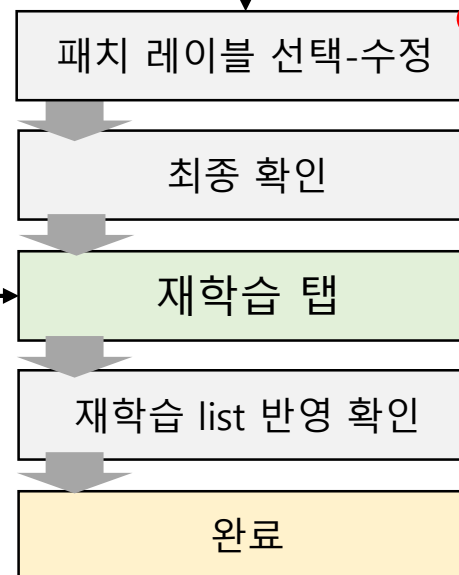 패치 레이블 선택-수정
최종 확인
재학습 탭
재학습 list 반영 확인
완료